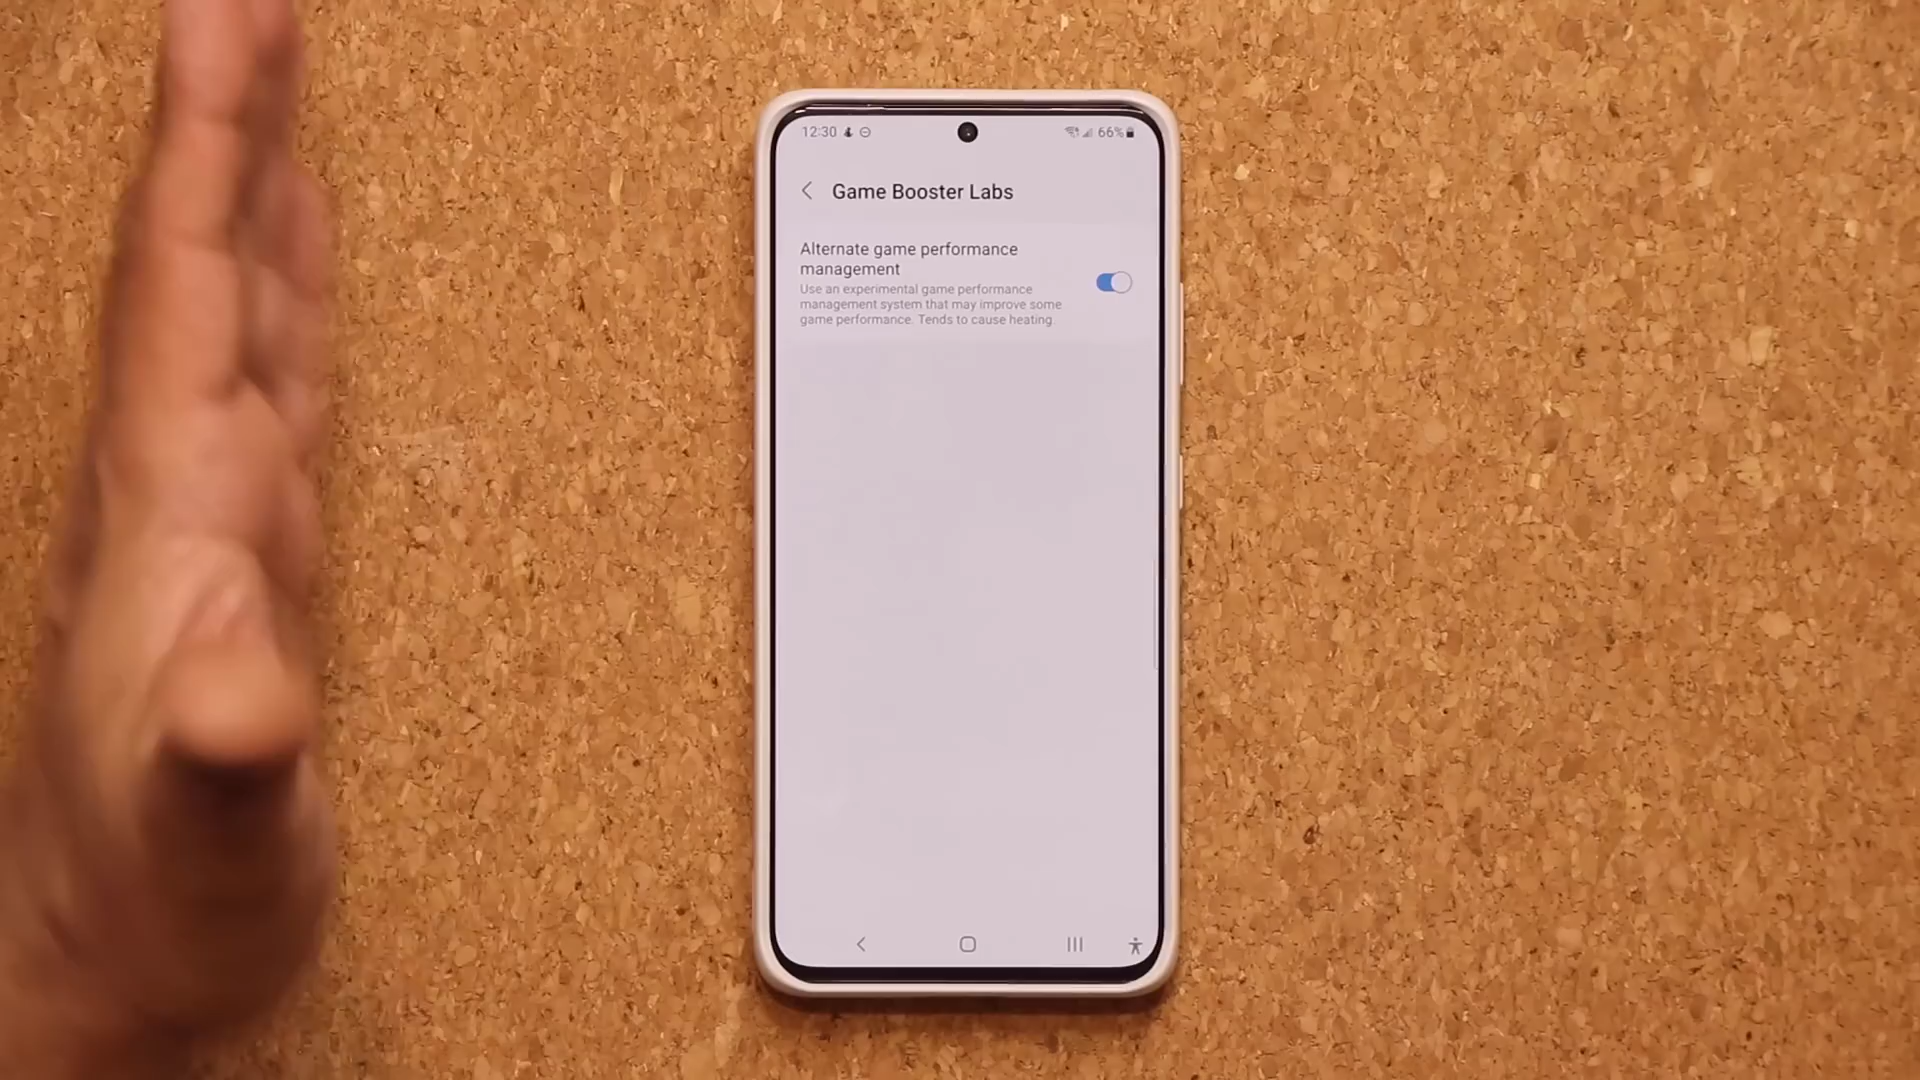 12:30 66%
Game Booster Labs
Alternate game performance
management
Use an experimental game performance
management system that may improve some
game performance. Tends to cause heating.